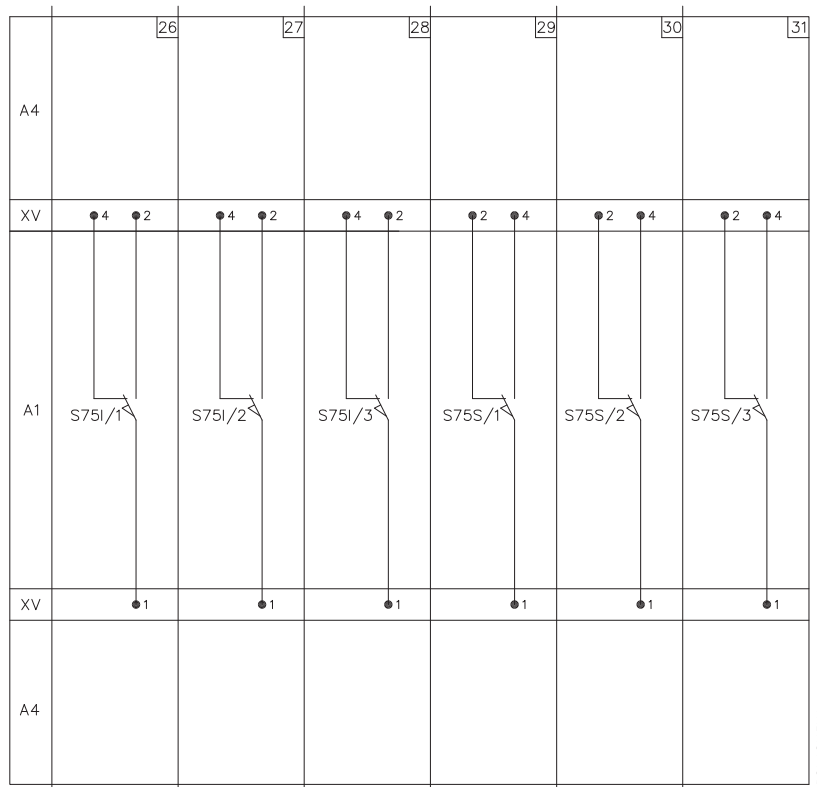 26 27 28 29 30 31
A4
XV 4 2 4 2 4 2 2 4 2 4 2 4
A1 S75I/1 S75I/2 S75I/3 S75S/1 S75S/2 S75S/3
XV 1 1 1 1 1 1
A4